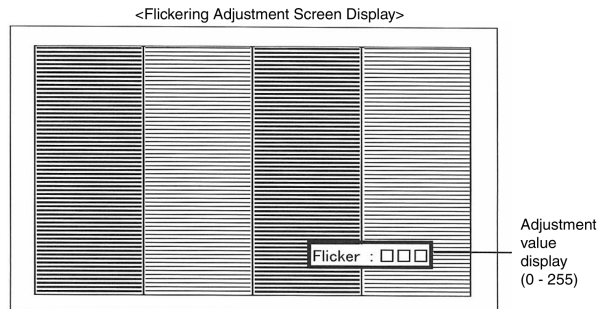 <Flickering Adjustment Screen Display>
Flicker : □□□
Adjustment
value
display
(0 - 255)